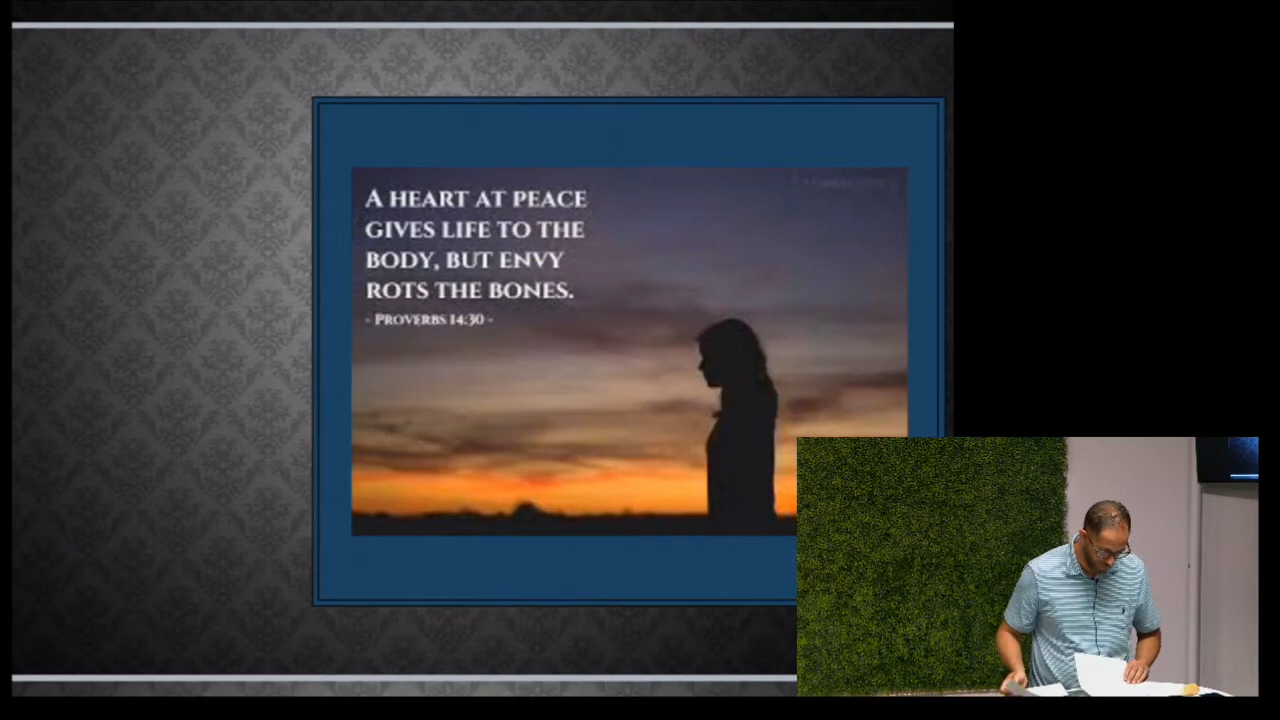 A HEART AT PEACE
GIVES LIFE TO THE
BODY, BUT ENVY
ROTS THE BONES.
- PROVERBS 14:30 -